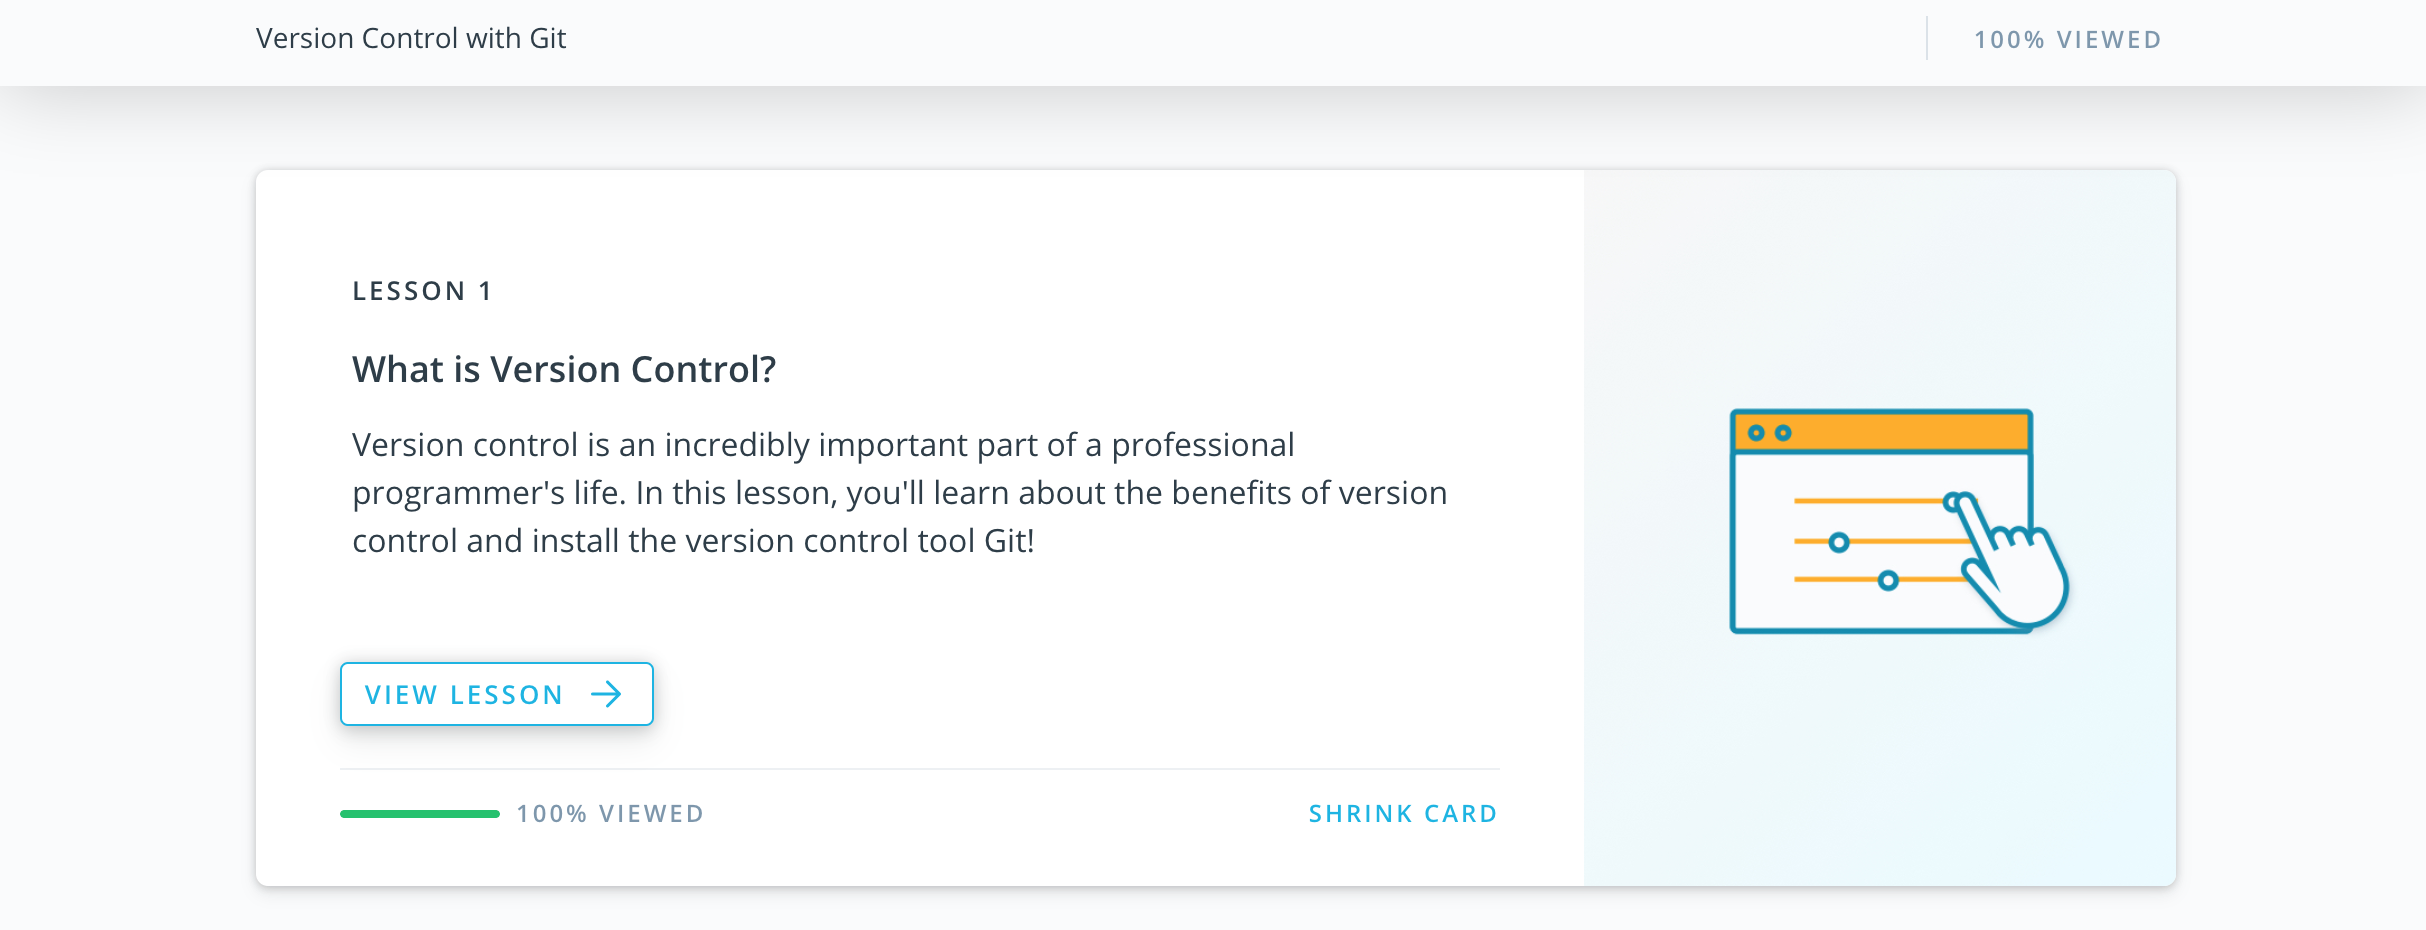 Version Control with Git
100% VIEWED
LESSON 1
What is Version Control?
Version control is an incredibly important part of a professional
programmer's life. In this lesson, you'll learn about the benefits of version
control and install the version control tool Git!
VIEW LESSON
100% VIEWED
SHRINK CARD